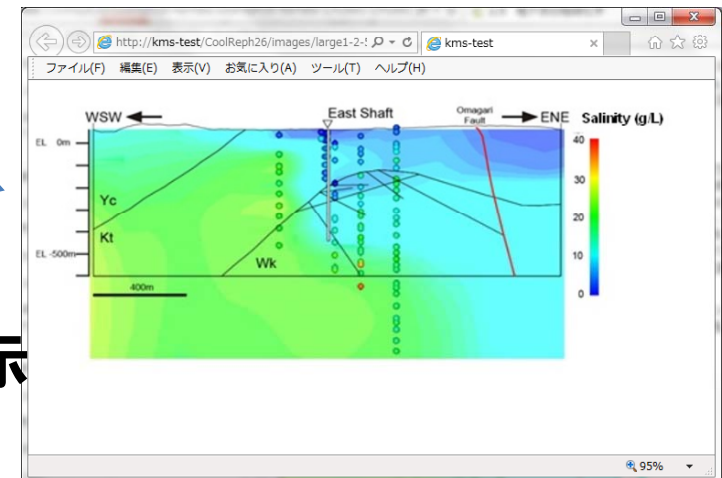 http://kms-test/CoolReph26/images/large1-2-
kms-test
ファイル(F) 編集(E) 表示(V) お気に入り(A) ツール(T) ヘルプ(H)
WSW
East Shaft
Omagari
Fault
ENE
Salinity (g/L)
EL 0m
40
30
Yc
20
Kt
EL -500m
Wk
10
400m
0
示
95%